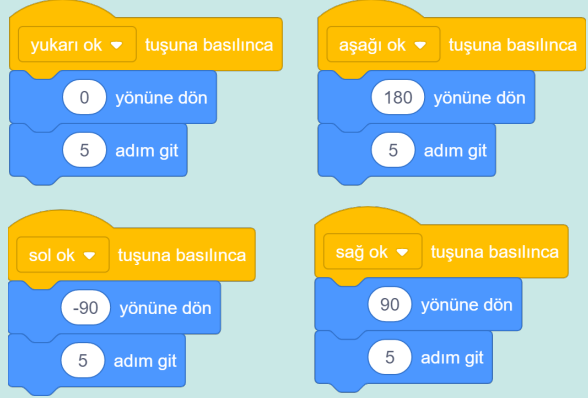 yukarı ok tuşuna basılınca
0 yönüne dön
5 adım git
aşağı ok tuşuna basılınca
180 yönüne dön
5 adım git
sol ok tuşuna basılınca
-90 yönüne dön
5 adım git
sağ ok tuşuna basılınca
90 yönüne dön
5 adım git